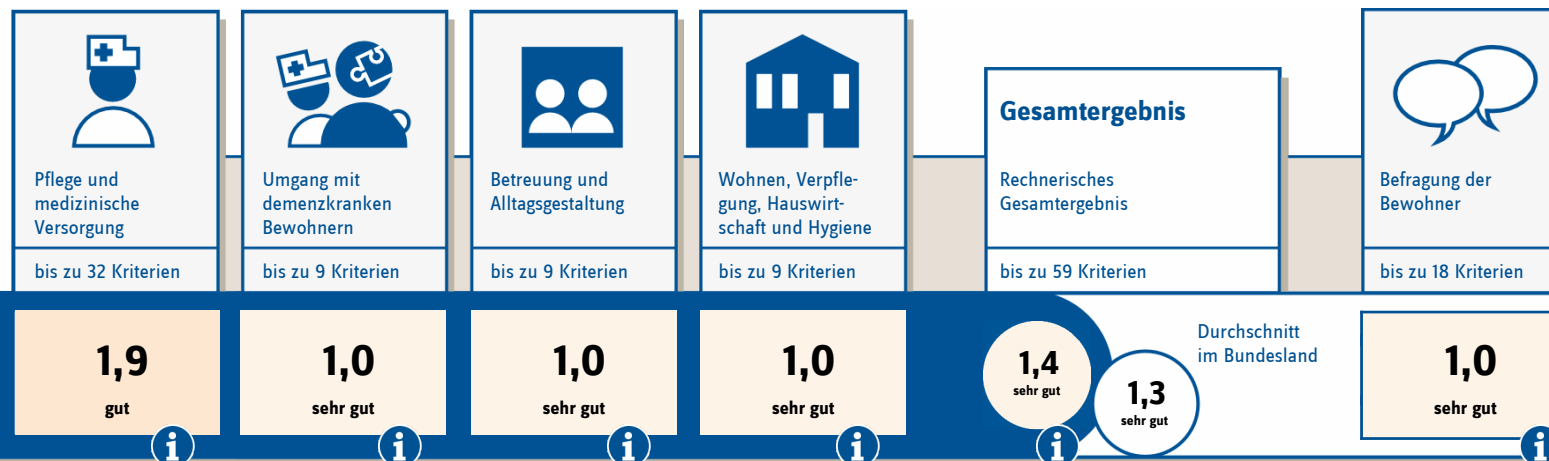 Pflege und
medizinische
Versorgung
bis zu 32 Kriterien
1,9
gut
i
Umgang mit
demenzkranken
Bewohnern
bis zu 9 Kriterien
1,0
sehr gut
i
Betreuung und
Alltagsgestaltung
bis zu 9 Kriterien
1,0
sehr gut
i
Wohnen, Verpfle-
gung, Hauswirt-
schaft und Hygiene
bis zu 9 Kriterien
1,0
sehr gut
i
Gesamtergebnis
Rechnerisches
Gesamtergebnis
bis zu 59 Kriterien
1,4
sehr gut
i
1,3
sehr gut
Durchschnitt
im Bundesland
Befragung der
Bewohner
bis zu 18 Kriterien
1,0
sehr gut
i